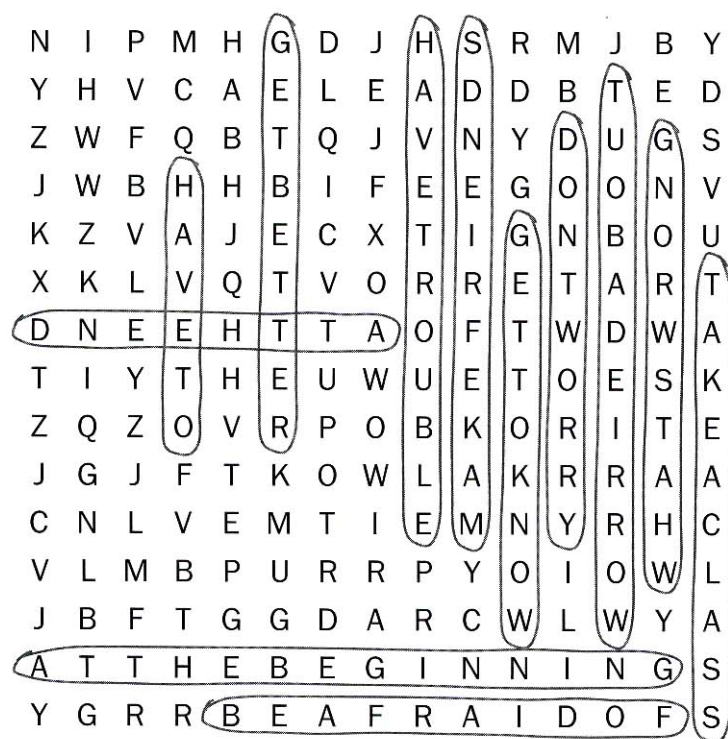 N I P M H G D J H S R M J B Y
Y H V C A E L E A D D B T E D
Z W F Q B T Q J V N Y D U G S
J W B H H B I F E E G O O N V
K Z V A J E C X T I G N B O U
X K L V Q T V O R R E T A R T
D N E E H T T A O F T W D W A
T I Y T H E U W U E T O E S K
Z Q Z O V R P O B K O R I T E
J G J F T K O W L A K R R A A
C N L V E M T I E M N Y R H C
V L M B P U R R P Y O I O W L
J B F T G G D A R C W L W Y A
A T T H E B E G I N N I N G S
Y G R R B E A F R A I D O F S